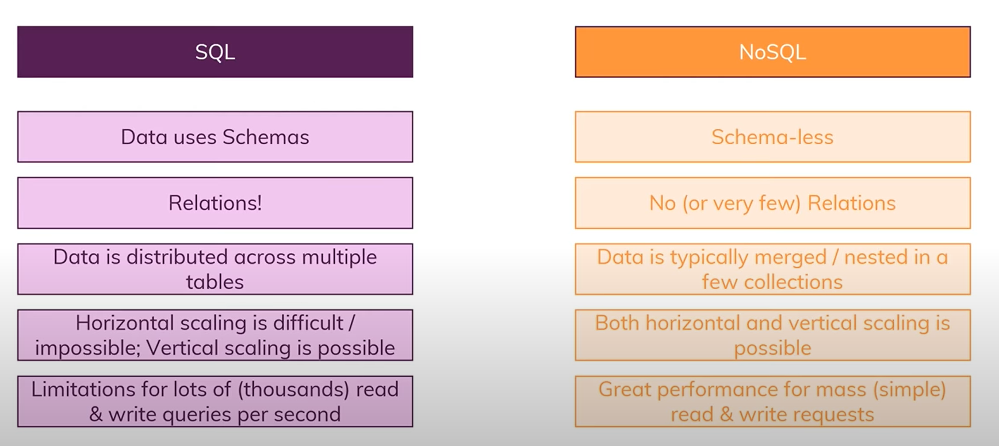 SQL
NoSQL
Data uses Schemas
Schema-less
Relations!
No (or very few) Relations
Data is distributed across multiple
tables
Data is typically merged / nested in a
few collections
Horizontal scaling is difficult /
impossible; Vertical scaling is possible
Both horizontal and vertical scaling is
possible
Limitations for lots of (thousands) read
& write queries per second
Great performance for mass (simple)
read & write requests